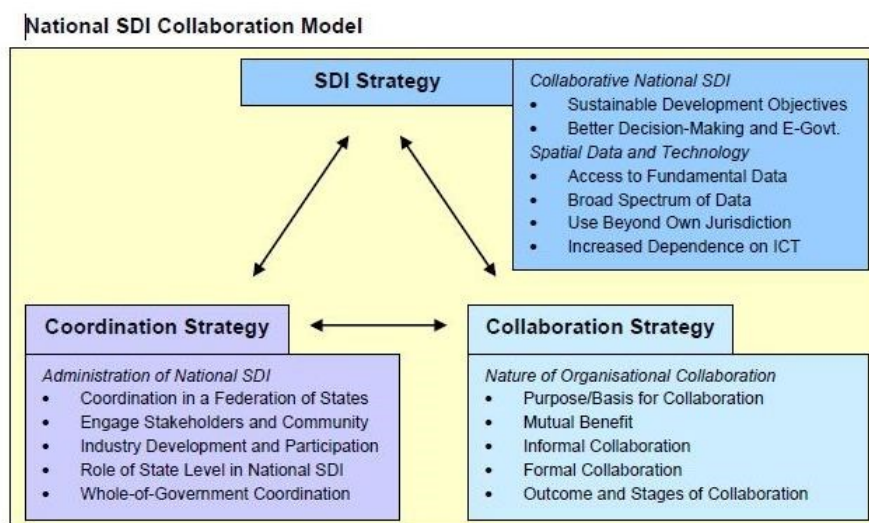 National SDI Collaboration Model
SDI Strategy
Collaborative National SDI
• Sustainable Development Objectives
• Better Decision-Making and E-Govt.
Spatial Data and Technology
• Access to Fundamental Data
• Broad Spectrum of Data
• Use Beyond Own Jurisdiction
• Increased Dependence on ICT
Coordination Strategy
Administration of National SDI
• Coordination in a Federation of States
• Engage Stakeholders and Community
• Industry Development and Participation
• Role of State Level in National SDI
• Whole-of-Government Coordination
Collaboration Strategy
Nature of Organisational Collaboration
• Purpose/Basis for Collaboration
• Mutual Benefit
• Informal Collaboration
• Formal Collaboration
• Outcome and Stages of Collaboration